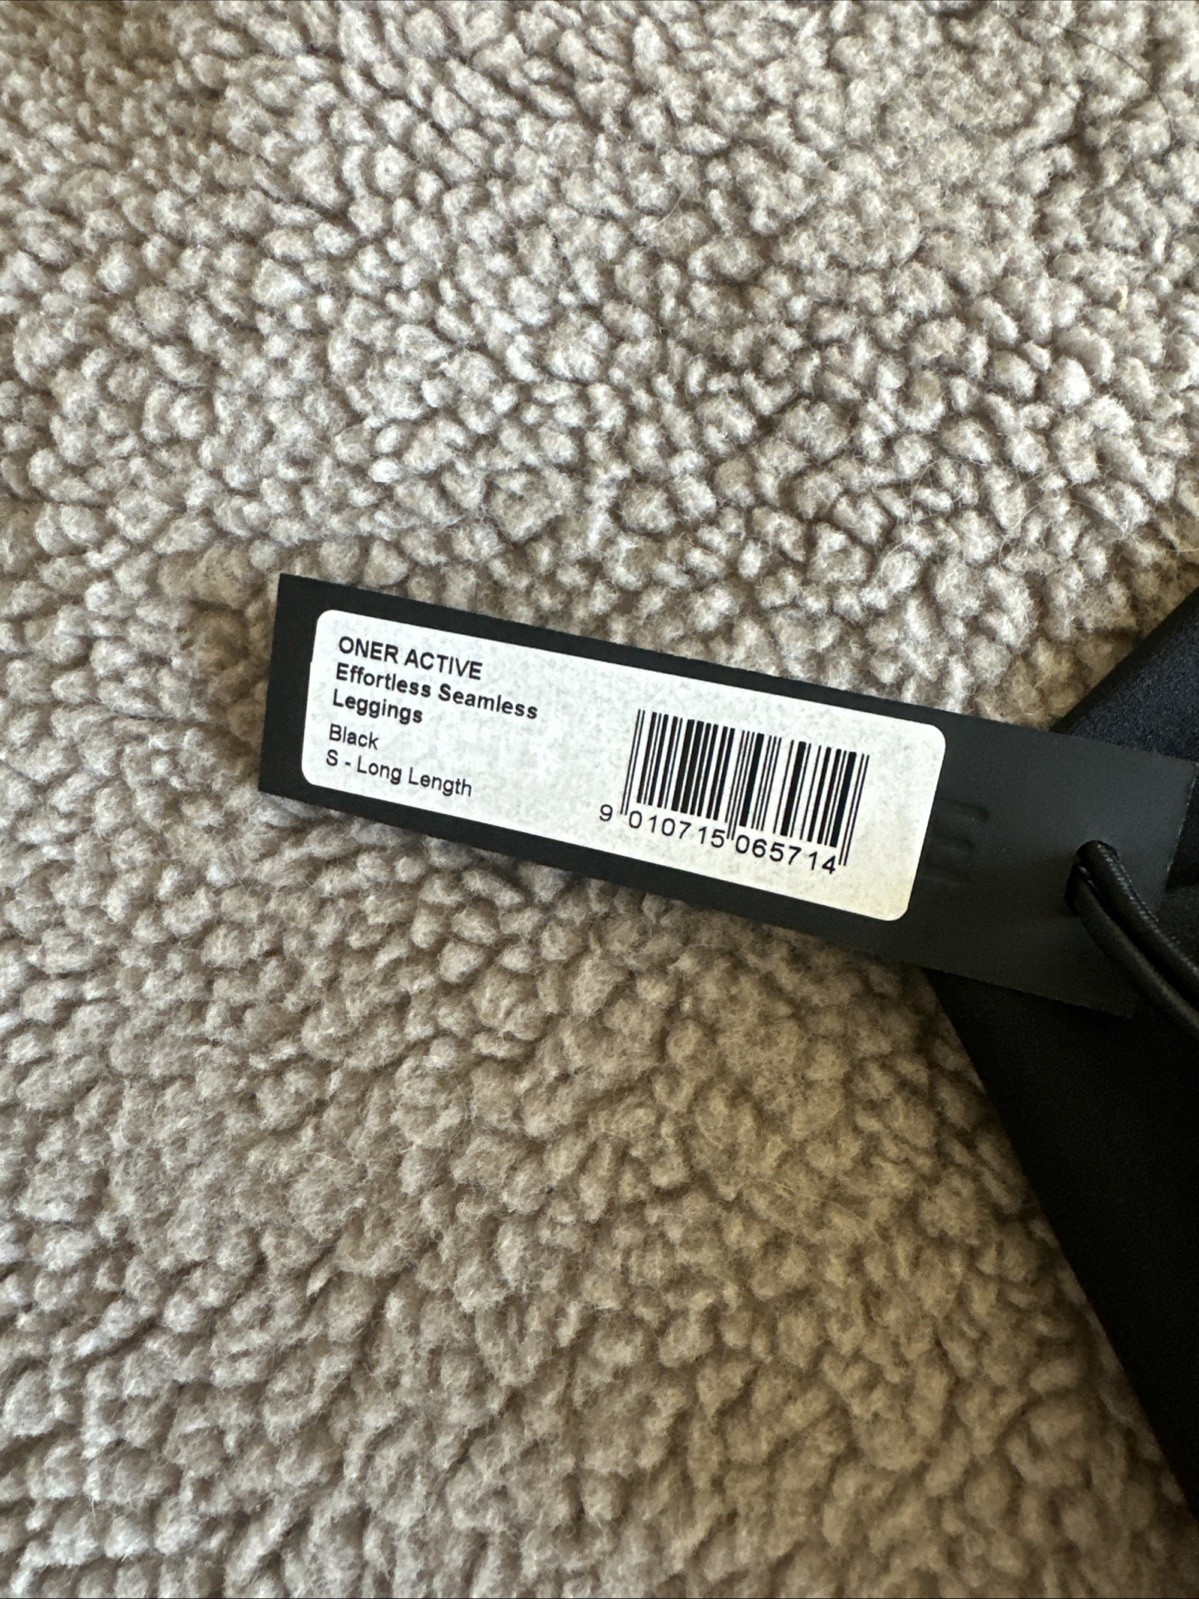 ONER ACTIVE
Effortless Seamless
Leggings
Black
S - Long Length
9 010715 065714